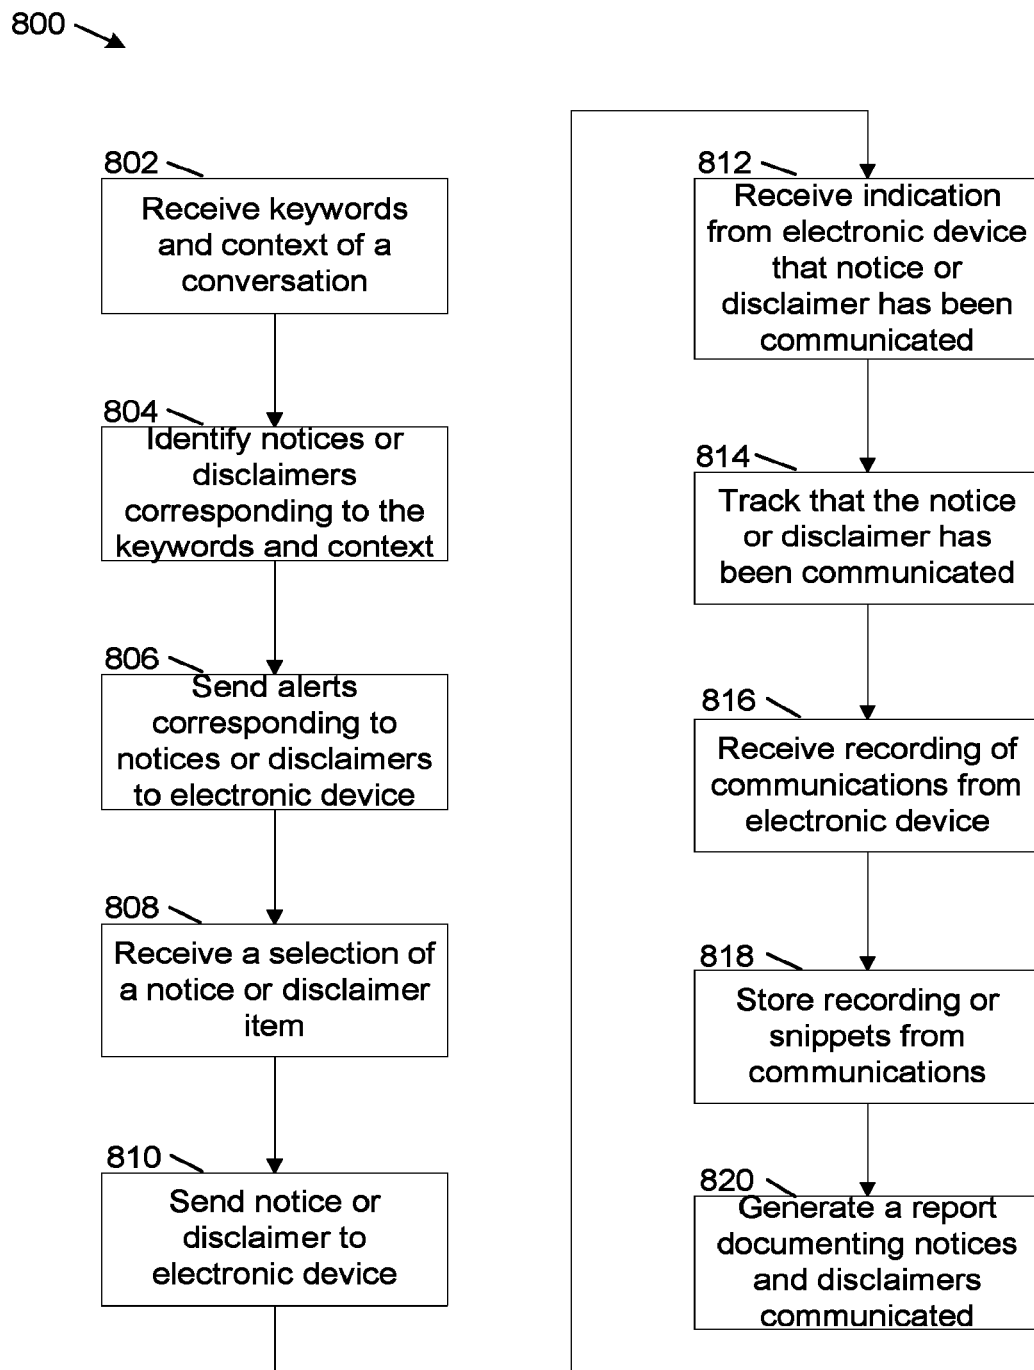 800
802
Receive keywords
and context of a
conversation
804
Identify notices or
disclaimers
corresponding to the
keywords and context
806
Send alerts
corresponding to
notices or disclaimers
to electronic device
808
Receive a selection of
a notice or disclaimer
item
810
Send notice or
disclaimer to
electronic device
812
Receive indication
from electronic device
that notice or
disclaimer has been
communicated
814
Track that the notice
or disclaimer has
been communicated
816
Receive recording of
communications from
electronic device
818
Store recording or
snippets from
communications
820
Generate a report
documenting notices
and disclaimers
communicated